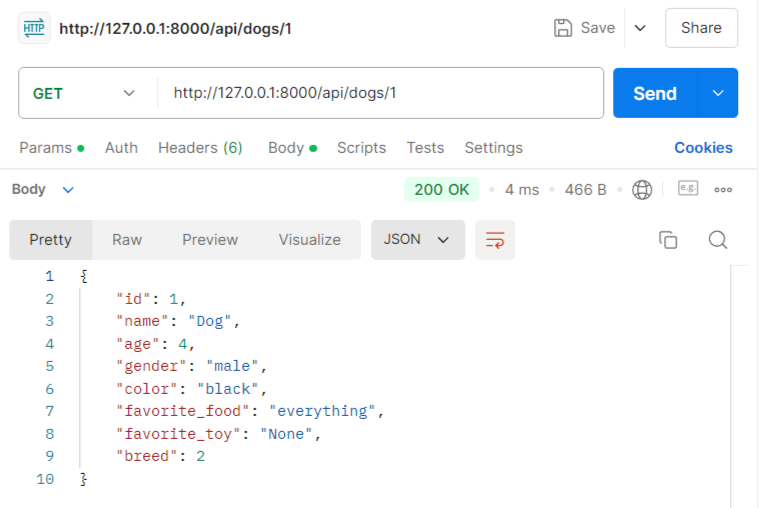 HTTP http://127.0.0.1:8000/api/dogs/1 Save Share
GET http://127.0.0.1:8000/api/dogs/1 Send
Params Auth Headers (6) Body Scripts Tests Settings Cookies
Body 200 OK 4 ms 466 B e.g.
Pretty Raw Preview Visualize JSON
1 {
2 "id": 1,
3 "name": "Dog",
4 "age": 4,
5 "gender": "male",
6 "color": "black",
7 "favorite_food": "everything",
8 "favorite_toy": "None",
9 "breed": 2
10 }